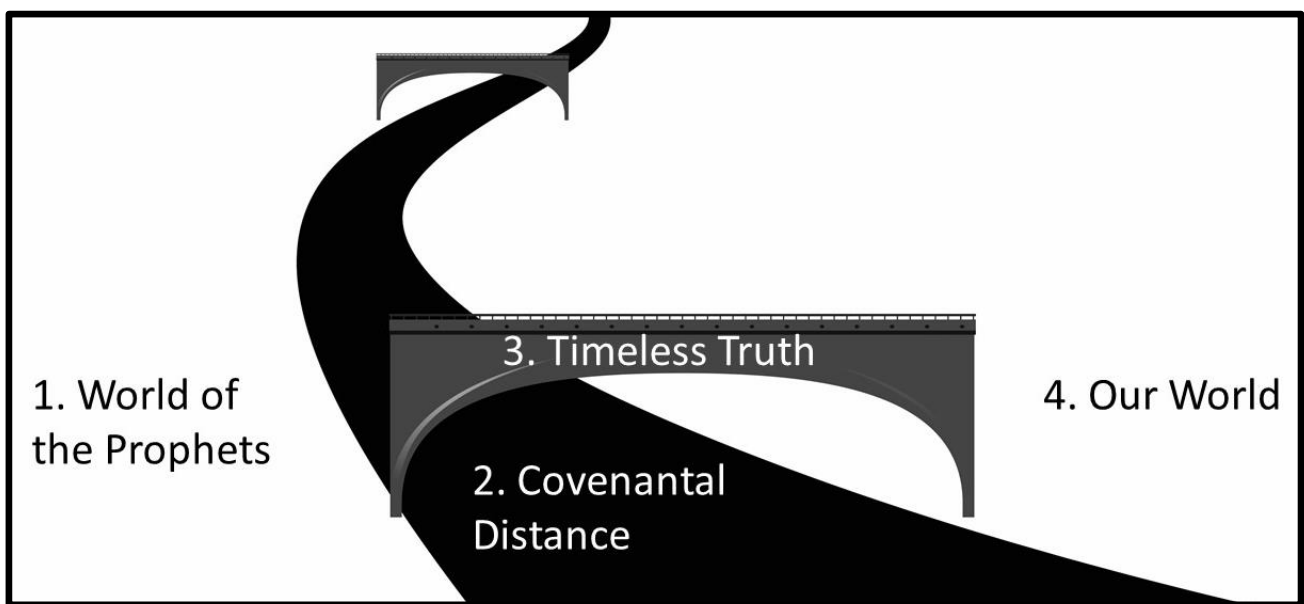 3. Timeless Truth
1. World of
the Prophets
4. Our World
2. Covenantal
Distance